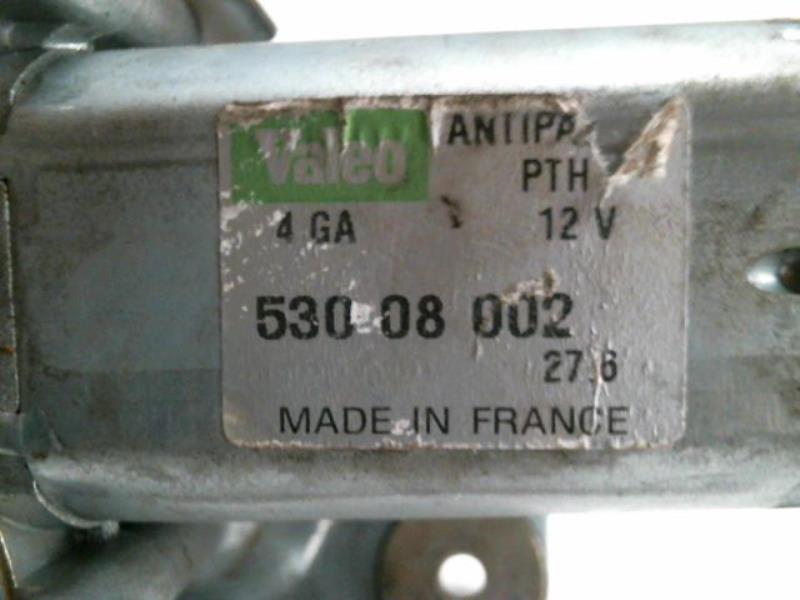 Valeo ANTIPA
PTH
4 GA 12 V
530 08 002
27.6
MADE IN FRANCE